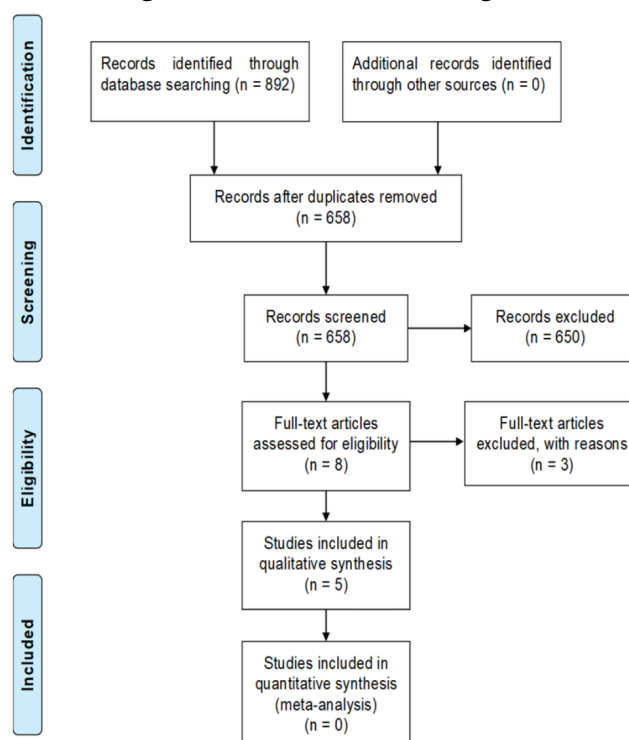 Identification
Records identified through
database searching (n = 892)
Additional records identified
through other sources (n = 0)
Records after duplicates removed
(n = 658)
Screening
Records screened
(n = 658)
Records excluded
(n = 650)
Eligibility
Full-text articles
assessed for eligibility
(n = 8)
Full-text articles
excluded, with reasons
(n = 3)
Studies included in
qualitative synthesis
(n = 5)
Included
Studies included in
quantitative synthesis
(meta-analysis)
(n = 0)